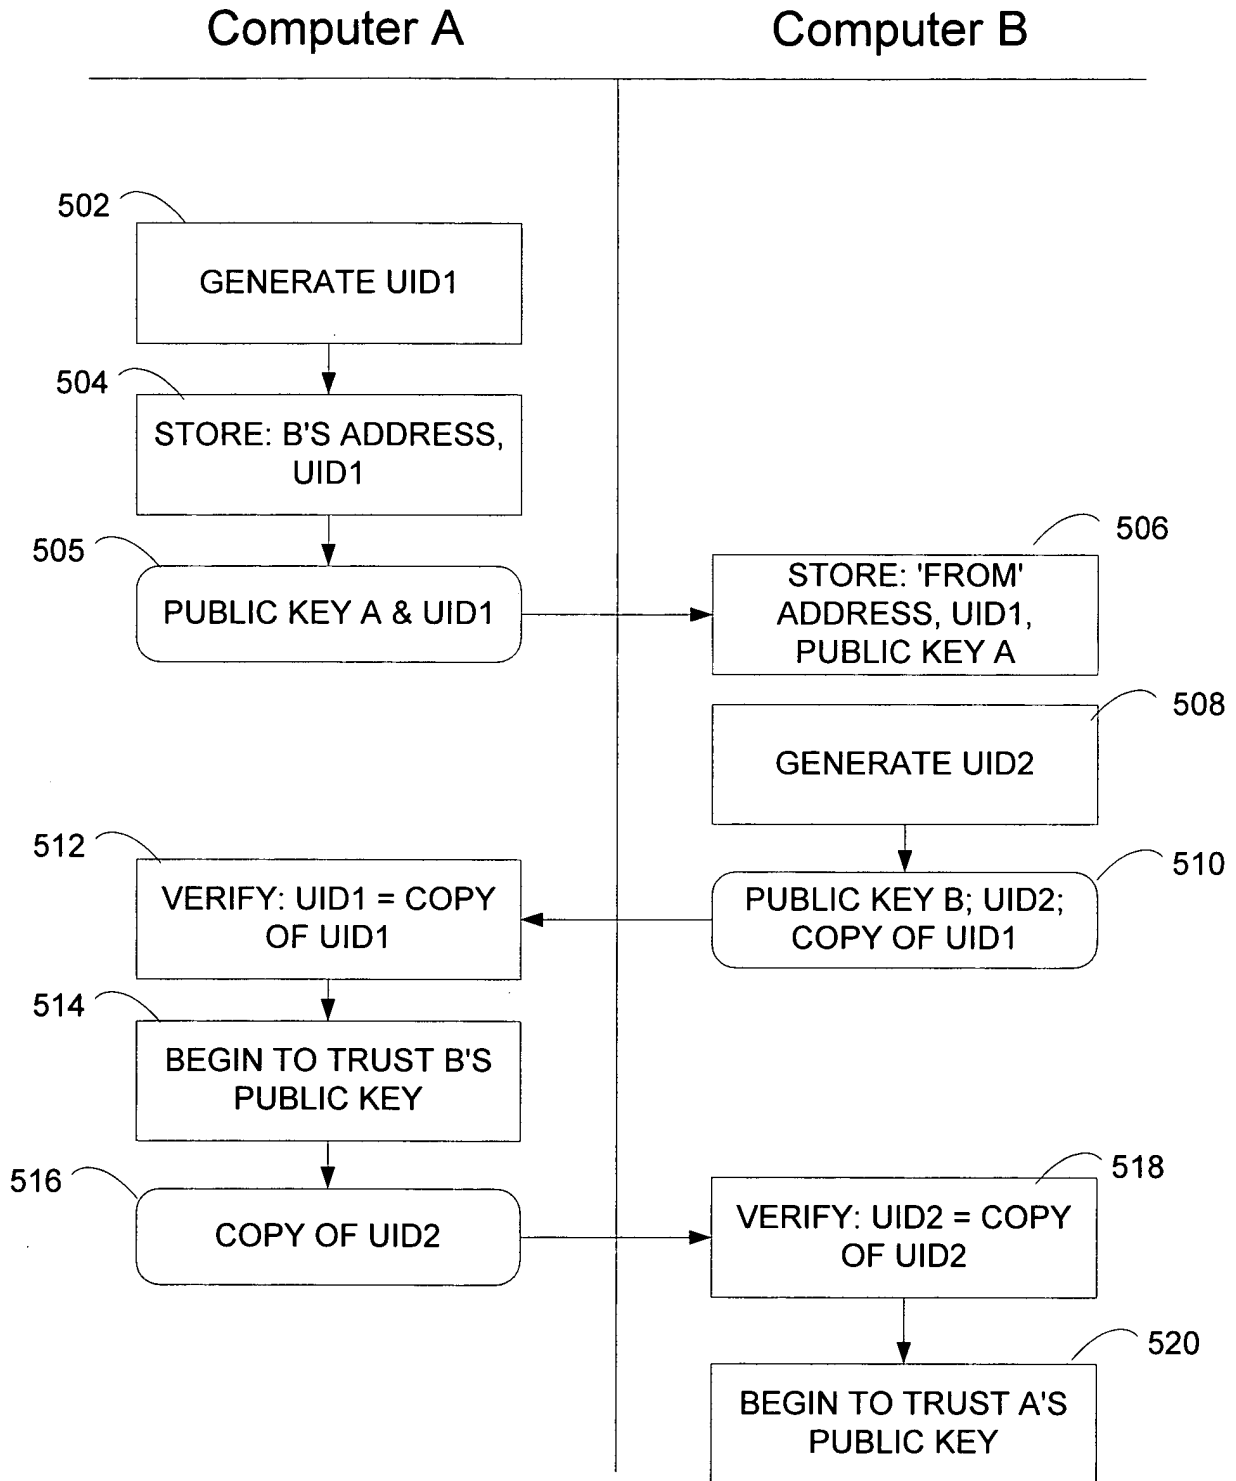 Computer A
Computer B
502
GENERATE UID1
504
STORE: B'S ADDRESS,
UID1
505
PUBLIC KEY A & UID1
506
STORE: 'FROM'
ADDRESS, UID1,
PUBLIC KEY A
508
GENERATE UID2
510
PUBLIC KEY B; UID2;
COPY OF UID1
512
VERIFY: UID1 = COPY
OF UID1
514
BEGIN TO TRUST B'S
PUBLIC KEY
516
COPY OF UID2
518
VERIFY: UID2 = COPY
OF UID2
520
BEGIN TO TRUST A'S
PUBLIC KEY